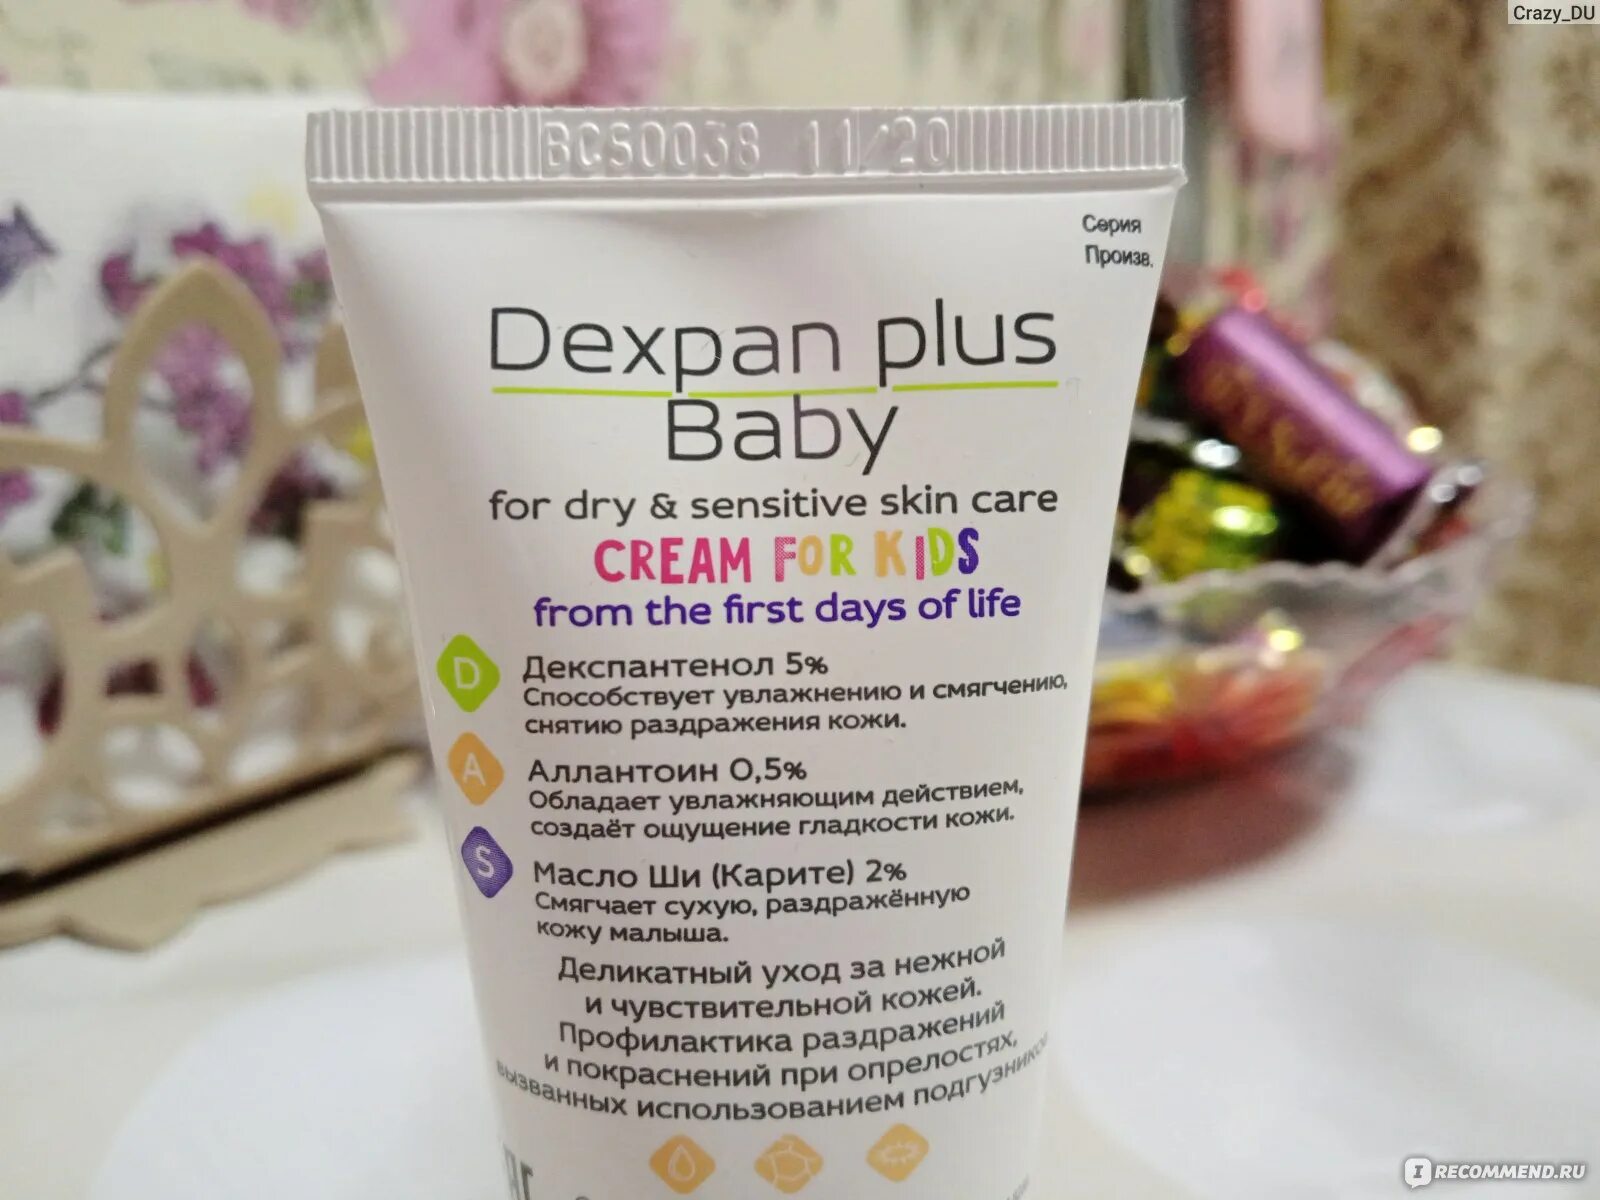 Crazy_DU
BCS0038 11/20
Серия
Произв.
Dexpan plus
Baby
for dry & sensitive skin care
CREAM FOR KIDS
from the first days of life
D
Декспантенол 5%
Способствует увлажнению и смягчению,
снятию раздражения кожи.
A
Аллантоин 0,5%
Обладает увлажняющим действием,
создаёт ощущение гладкости кожи.
S
Масло Ши (Карите) 2%
Смягчает сухую, раздражённую
кожу малыша.
Деликатный уход за нежной
и чувствительной кожей.
Профилактика раздражений
и покраснений при опрелостях,
вызванных использованием подгузников
IRECOMMEND.RU